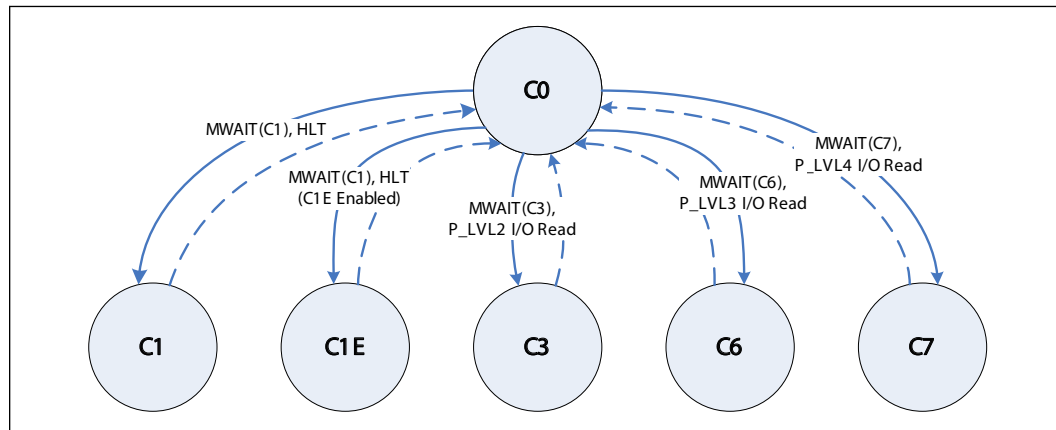 C0
MWAIT(C1), HLT
MWAIT(C1), HLT
(C1E Enabled)
MWAIT(C3),
P_LVL2 I/O Read
MWAIT(C6),
P_LVL3 I/O Read
MWAIT(C7),
P_LVL4 I/O Read
C1
C1E
C3
C6
C7